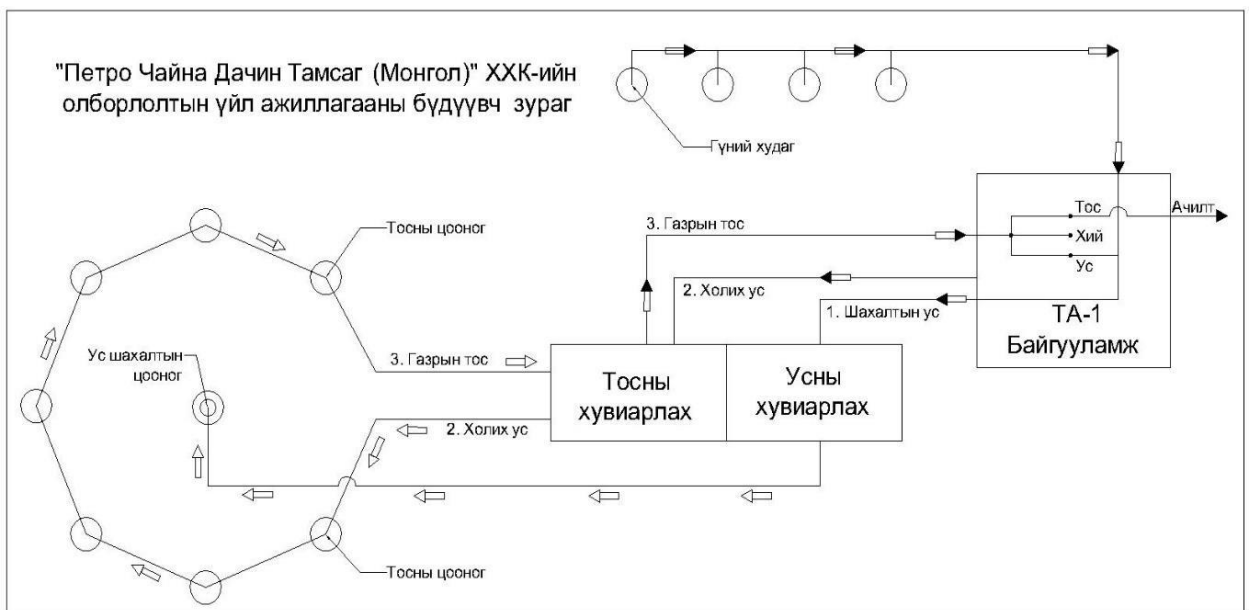 "Петро Чайна Дачин Тамсаг (Монгол)" ХХК-ийн
олборлолтын үйл ажиллагааны бүдүүвч зураг
Гүний худаг
Тосны цооног
3. Газрын тос
Тос
Ачилт
Хий
Ус
2. Холих ус
1. Шахалтын ус
ТА-1
Байгууламж
Ус шахалтын
цооног
3. Газрын тос
Тосны
хувиарлах
Усны
хувиарлах
2. Холих ус
Тосны цооног